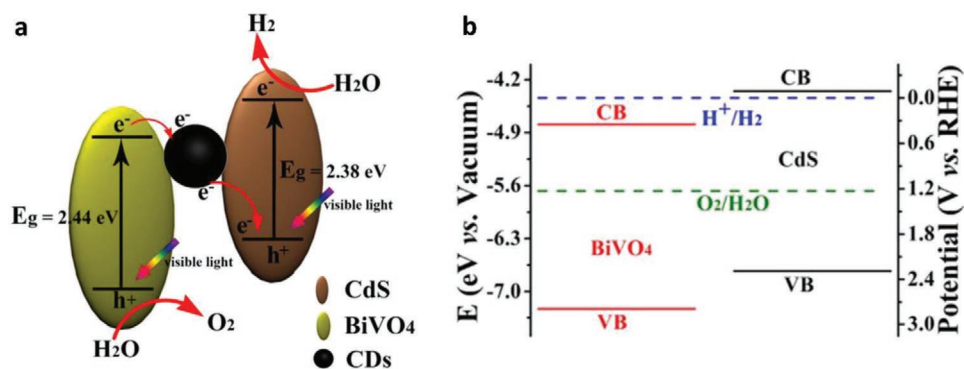 a
H2
H2O
e-
e-
e-
Eg = 2.38 eV
e-
Eg = 2.44 eV
e-
visible light
visible light
h+
h+
O2
H2O
CdS
BiVO4
CDs
b
E (eV vs. Vacuum)
-4.2
-4.9
-5.6
-6.3
-7.0
CB
CB
H+/H2
CdS
O2/H2O
BiVO4
VB
VB
0.0
0.6
1.2
1.8
2.4
3.0
Potential (V vs. RHE)